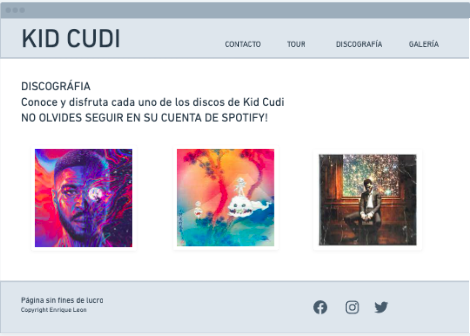 KID CUDI
CONTACTO TOUR DISCOGRAFÍA GALERÍA
DISCOGRÁFIA
Conoce y disfruta cada uno de los discos de Kid Cudi
NO OLVIDES SEGUIR EN SU CUENTA DE SPOTIFY!
Página sin fines de lucro
Copyright Enrique Leon